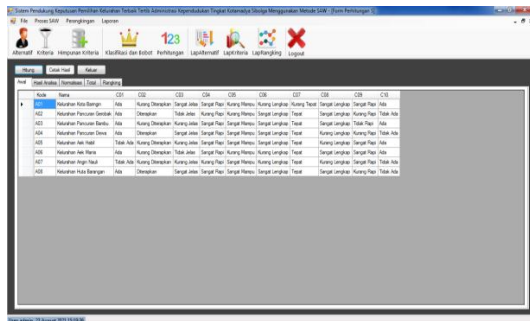 Sistem Pendukung Keputusan Pemilihan Kelurahan Terbaik Tertib Administrasi Kependudukan Tingkat Kotamadya Sibolga Menggunakan Metode SAW - [Form Perhitungan]
File Proses SAW Perengkingan Laporan
Alternatif Kriteria Himpunan Kriteria Klasifikasi dan Bobot Perhitungan LapAlternatif LapKriteria LapRangking Logout
Hitung Cetak Hasil Keluar
Awal Hasil Analisa Normalisasi Total Rangking
Kode Nama C01 C02 C03 C04 C05 C06 C07 C08 C09 C10
A01 Kelurahan Kota Baringin Ada Kurang Diterapkan Sangat Jelas Sangat Rapi Kurang Mampu Kurang Lengkap Kurang Tepat Sangat Lengkap Sangat Rapi Ada
A02 Kelurahan Pancuran Gerobak Ada Diterapkan Tidak Jelas Kurang Rapi Kurang Mampu Kurang Lengkap Tepat Sangat Lengkap Kurang Rapi Tidak Ada
A03 Kelurahan Pancuran Bambu Ada Kurang Diterapkan Kurang Jelas Sangat Rapi Sangat Mampu Sangat Lengkap Tepat Kurang Lengkap Tidak Rapi Ada
A04 Kelurahan Pancuran Dewa Ada Diterapkan Sangat Jelas Sangat Rapi Sangat Mampu Kurang Lengkap Tepat Sangat Lengkap Kurang Rapi Tidak Ada
A05 Kelurahan Aek Habil Tidak Ada Kurang Diterapkan Kurang Jelas Sangat Rapi Kurang Mampu Sangat Lengkap Tepat Kurang Lengkap Sangat Rapi Ada
A06 Kelurahan Aek Manis Ada Kurang Diterapkan Tidak Jelas Sangat Rapi Kurang Mampu Kurang Lengkap Tepat Sangat Lengkap Sangat Rapi Ada
A07 Kelurahan Angin Nauli Tidak Ada Kurang Diterapkan Kurang Jelas Sangat Rapi Kurang Mampu Kurang Lengkap Tepat Kurang Lengkap Sangat Rapi Tidak Ada
A08 Kelurahan Huta Barangan Ada Diterapkan Sangat Jelas Sangat Rapi Sangat Mampu Kurang Lengkap Tepat Sangat Lengkap Kurang Rapi Tidak Ada